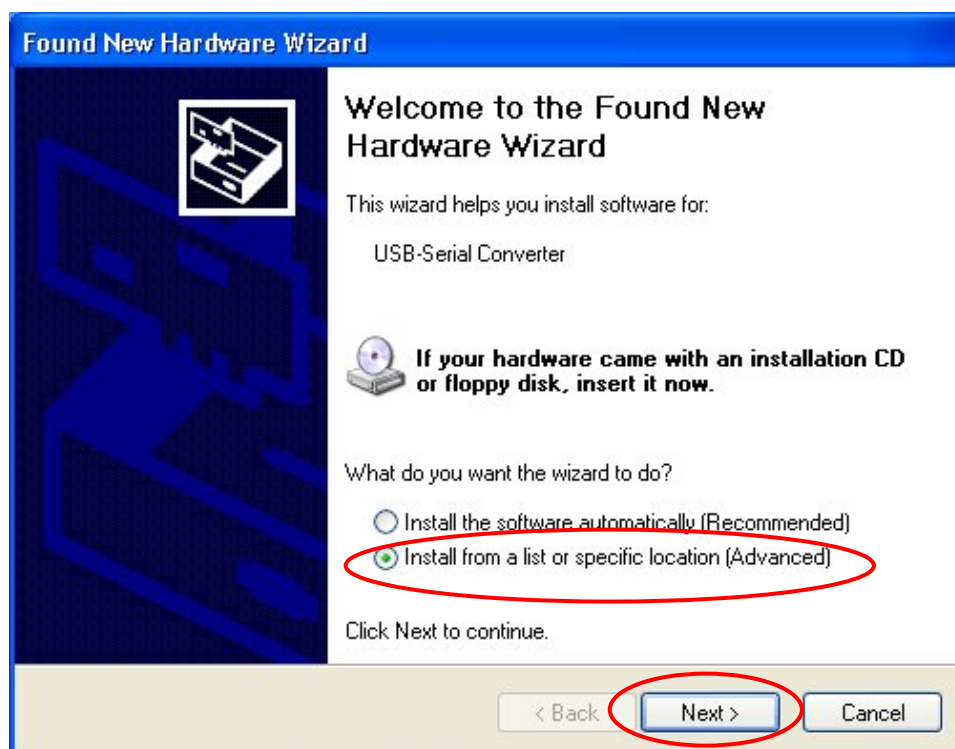 Found New Hardware Wizard
Welcome to the Found New
Hardware Wizard
This wizard helps you install software for:
USB-Serial Converter
If your hardware came with an installation CD
or floppy disk, insert it now.
What do you want the wizard to do?
Install the software automatically (Recommended)
Install from a list or specific location (Advanced)
Click Next to continue.
< Back
Next >
Cancel